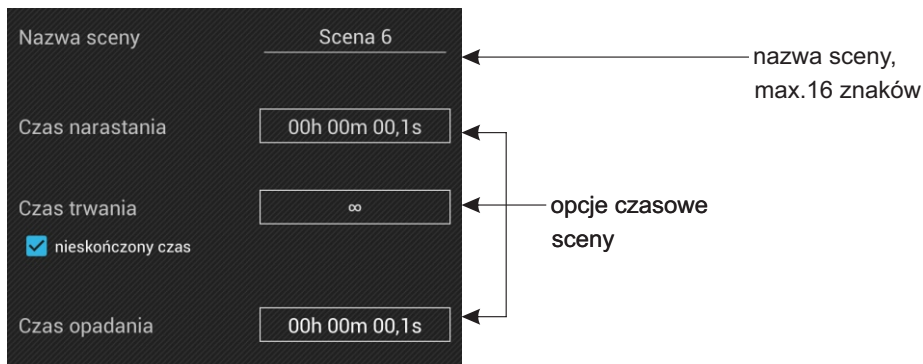 Nazwa sceny
Scena 6
nazwa sceny,
max.16 znaków
Czas narastania
00h 00m 00,1s
Czas trwania
∞
opcje czasowe
sceny
nieskończony czas
Czas opadania
00h 00m 00,1s